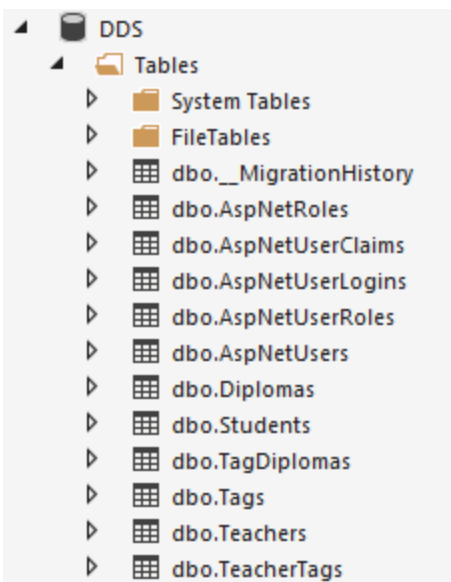 DDS
Tables
System Tables
FileTables
dbo.__MigrationHistory
dbo.AspNetRoles
dbo.AspNetUserClaims
dbo.AspNetUserLogins
dbo.AspNetUserRoles
dbo.AspNetUsers
dbo.Diplomas
dbo.Students
dbo.TagDiplomas
dbo.Tags
dbo.Teachers
dbo.TeacherTags